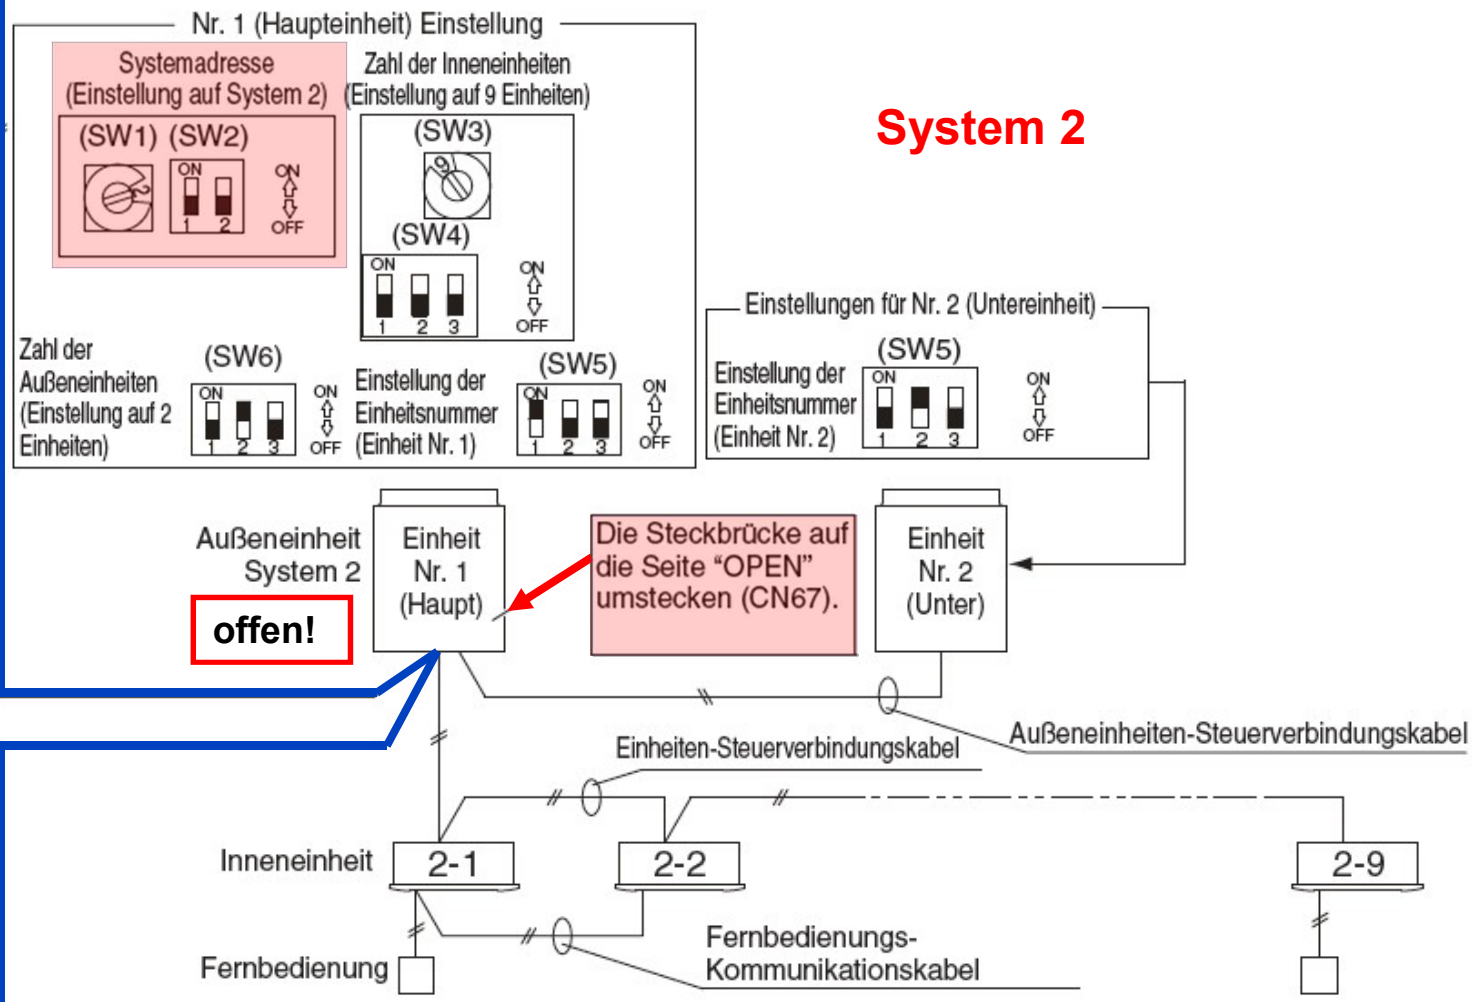 Nr. 1 (Haupteinheit) Einstellung
Systemadresse
(Einstellung auf System 2)
(SW1) (SW2)
2
ON
1 2
ON
OFF
Zahl der Inneneinheiten
(Einstellung auf 9 Einheiten)
(SW3)
9
(SW4)
ON
1 2 3
ON
OFF
System 2
Zahl der
Außeneinheiten
(Einstellung auf 2
Einheiten)
(SW6)
ON
1 2 3
ON
OFF
Einstellung der
Einheitsnummer
(Einheit Nr. 1)
(SW5)
ON
1 2 3
ON
OFF
Einstellungen für Nr. 2 (Untereinheit)
Einstellung der
Einheitsnummer
(Einheit Nr. 2)
(SW5)
ON
1 2 3
ON
OFF
Außeneinheit
System 2
offen!
Einheit
Nr. 1
(Haupt)
Die Steckbrücke auf
die Seite “OPEN”
umstecken (CN67).
Einheit
Nr. 2
(Unter)
Einheiten-Steuerverbindungskabel
Außeneinheiten-Steuerverbindungskabel
Inneneinheit
2-1
2-2
2-9
Fernbedienung
Fernbedienungs-
Kommunikationskabel